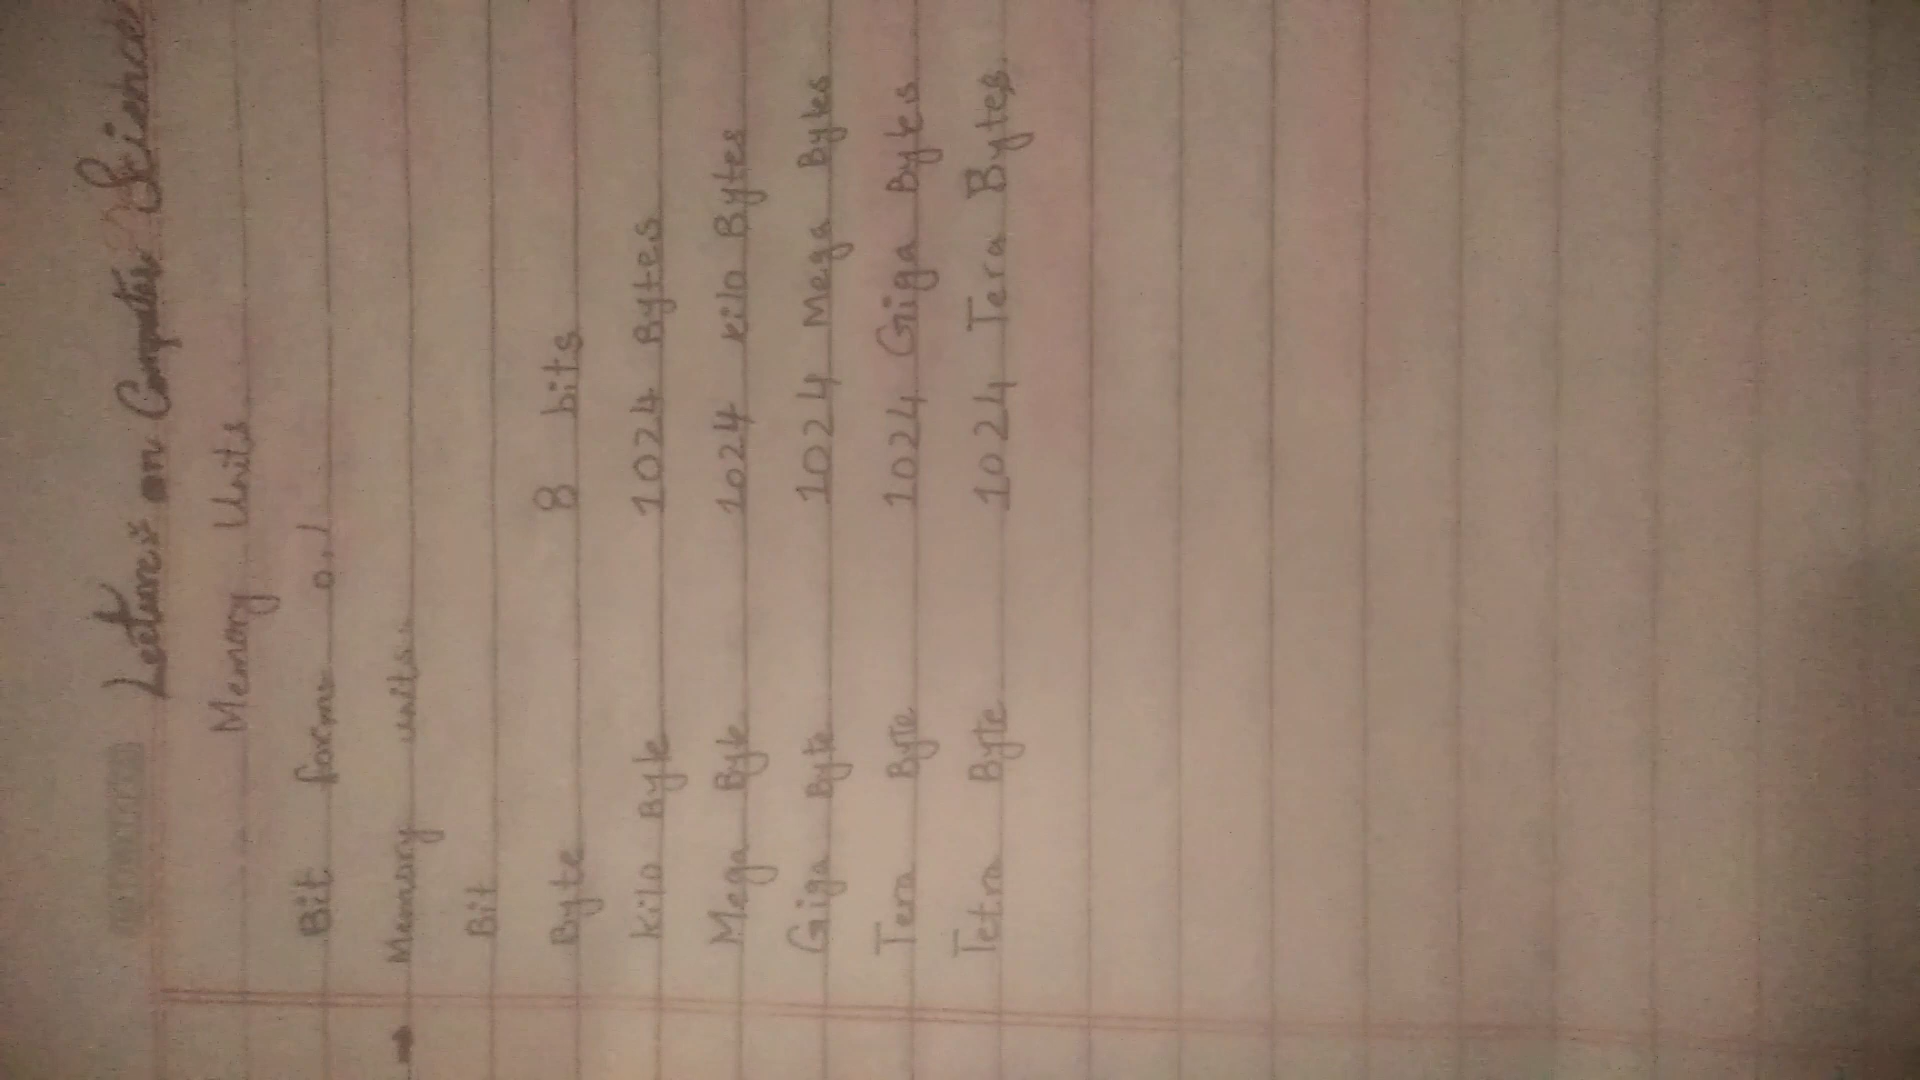 Lectures on Computer Science
Memory Units
Bit form 0,1
→ Memory units.
Bit
Byte 8 bits
Kilo Byte 1024 Bytes
Mega Byte 1024 Kilo Bytes
Giga Byte 1024 Mega Bytes
Tera Byte 1024 Giga Bytes
Tetra Byte 1024 Tera Bytes.